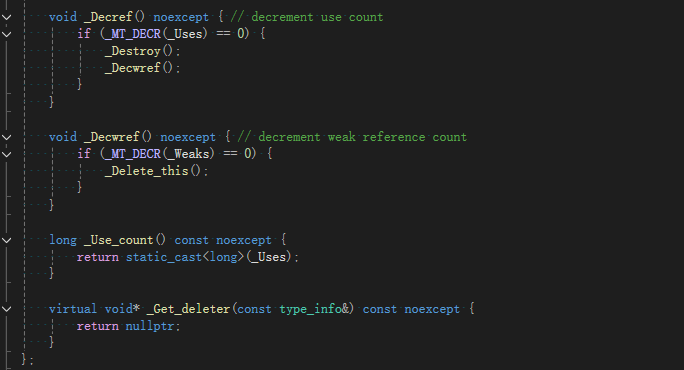 void _Decref() noexcept { // decrement use count
if (_MT_DECR(_Uses) == 0) {
_Destroy();
_Decwref();
}
}
void _Decwref() noexcept { // decrement weak reference count
if (_MT_DECR(_Weaks) == 0) {
_Delete_this();
}
}
long _Use_count() const noexcept {
return static_cast<long>(_Uses);
}
virtual void* _Get_deleter(const type_info&) const noexcept {
return nullptr;
}
};